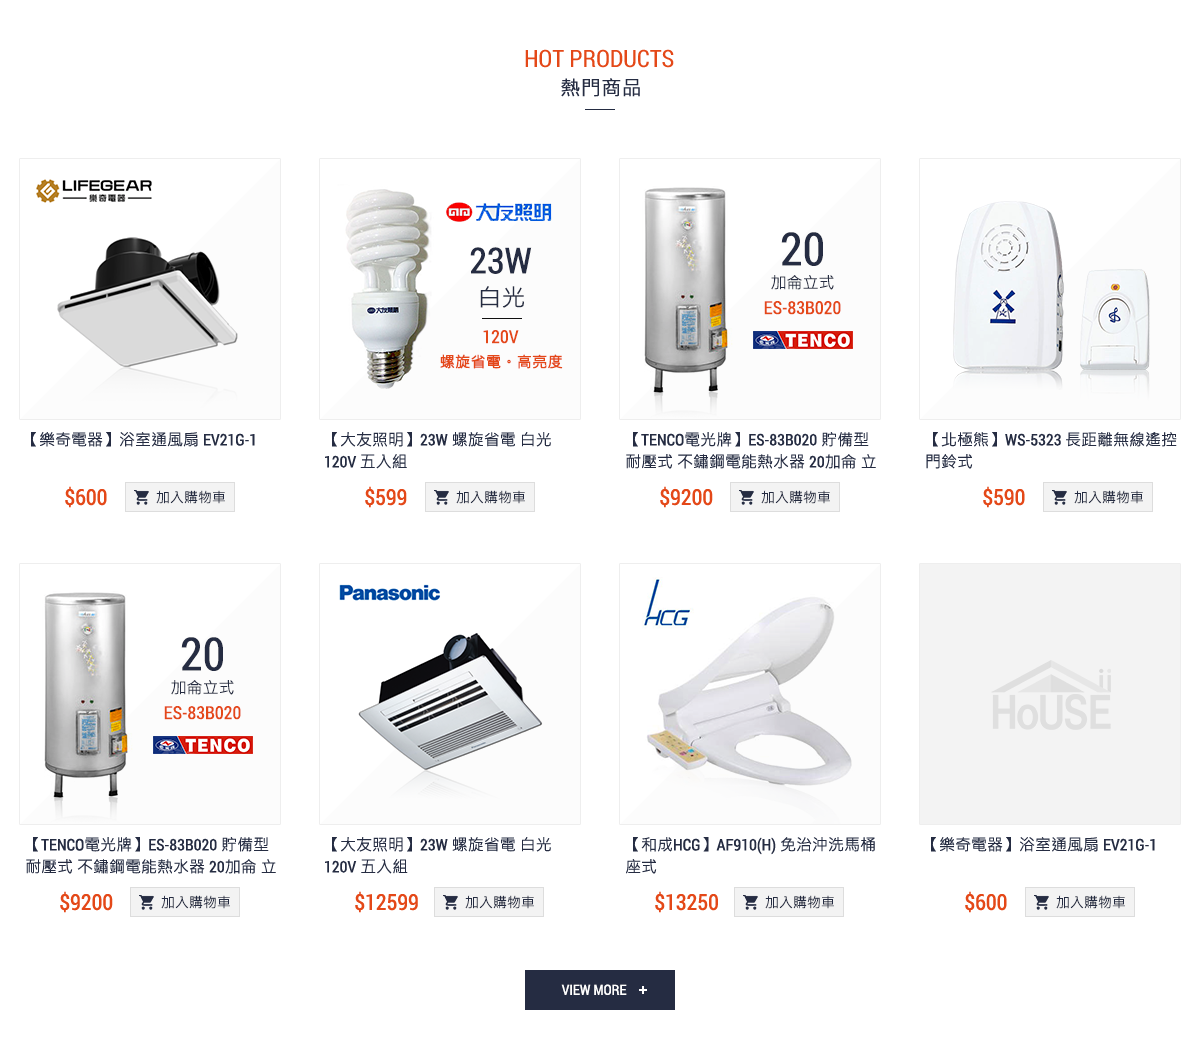 HOT PRODUCTS
熱門商品
LIFEGEAR
樂奇電器
大友照明
23W
白光
120V
螺旋省電。高亮度
大友照明
20
加侖立式
ES-83B020
TENCO
【樂奇電器】浴室通風扇 EV21G-1
$600
加入購物車
【大友照明】23W 螺旋省電 白光
120V 五入組
$599
加入購物車
【TENCO電光牌】ES-83B020 貯備型
耐壓式 不鏽鋼電能熱水器 20加侖 立
$9200
加入購物車
【北極熊】WS-5323 長距離無線遙控
門鈴式
$590
加入購物車
20
加侖立式
ES-83B020
TENCO
Panasonic
HCG
HoUSE
【TENCO電光牌】ES-83B020 貯備型
耐壓式 不鏽鋼電能熱水器 20加侖 立
$9200
加入購物車
【大友照明】23W 螺旋省電 白光
120V 五入組
$12599
加入購物車
【和成HCG】AF910(H) 免治沖洗馬桶
座式
$13250
加入購物車
【樂奇電器】浴室通風扇 EV21G-1
$600
加入購物車
VIEW MORE +